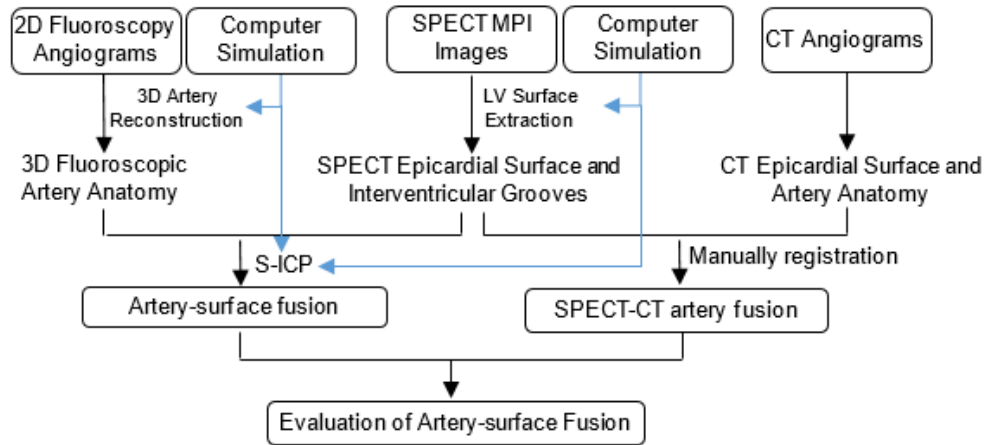 2D Fluoroscopy
Angiograms
Computer
Simulation
SPECT MPI
Images
Computer
Simulation
CT Angiograms
3D Artery
Reconstruction
LV Surface
Extraction
3D Fluoroscopic
Artery Anatomy
SPECT Epicardial Surface and
Interventricular Grooves
CT Epicardial Surface and
Artery Anatomy
S-ICP
Manually registration
Artery-surface fusion
SPECT-CT artery fusion
Evaluation of Artery-surface Fusion